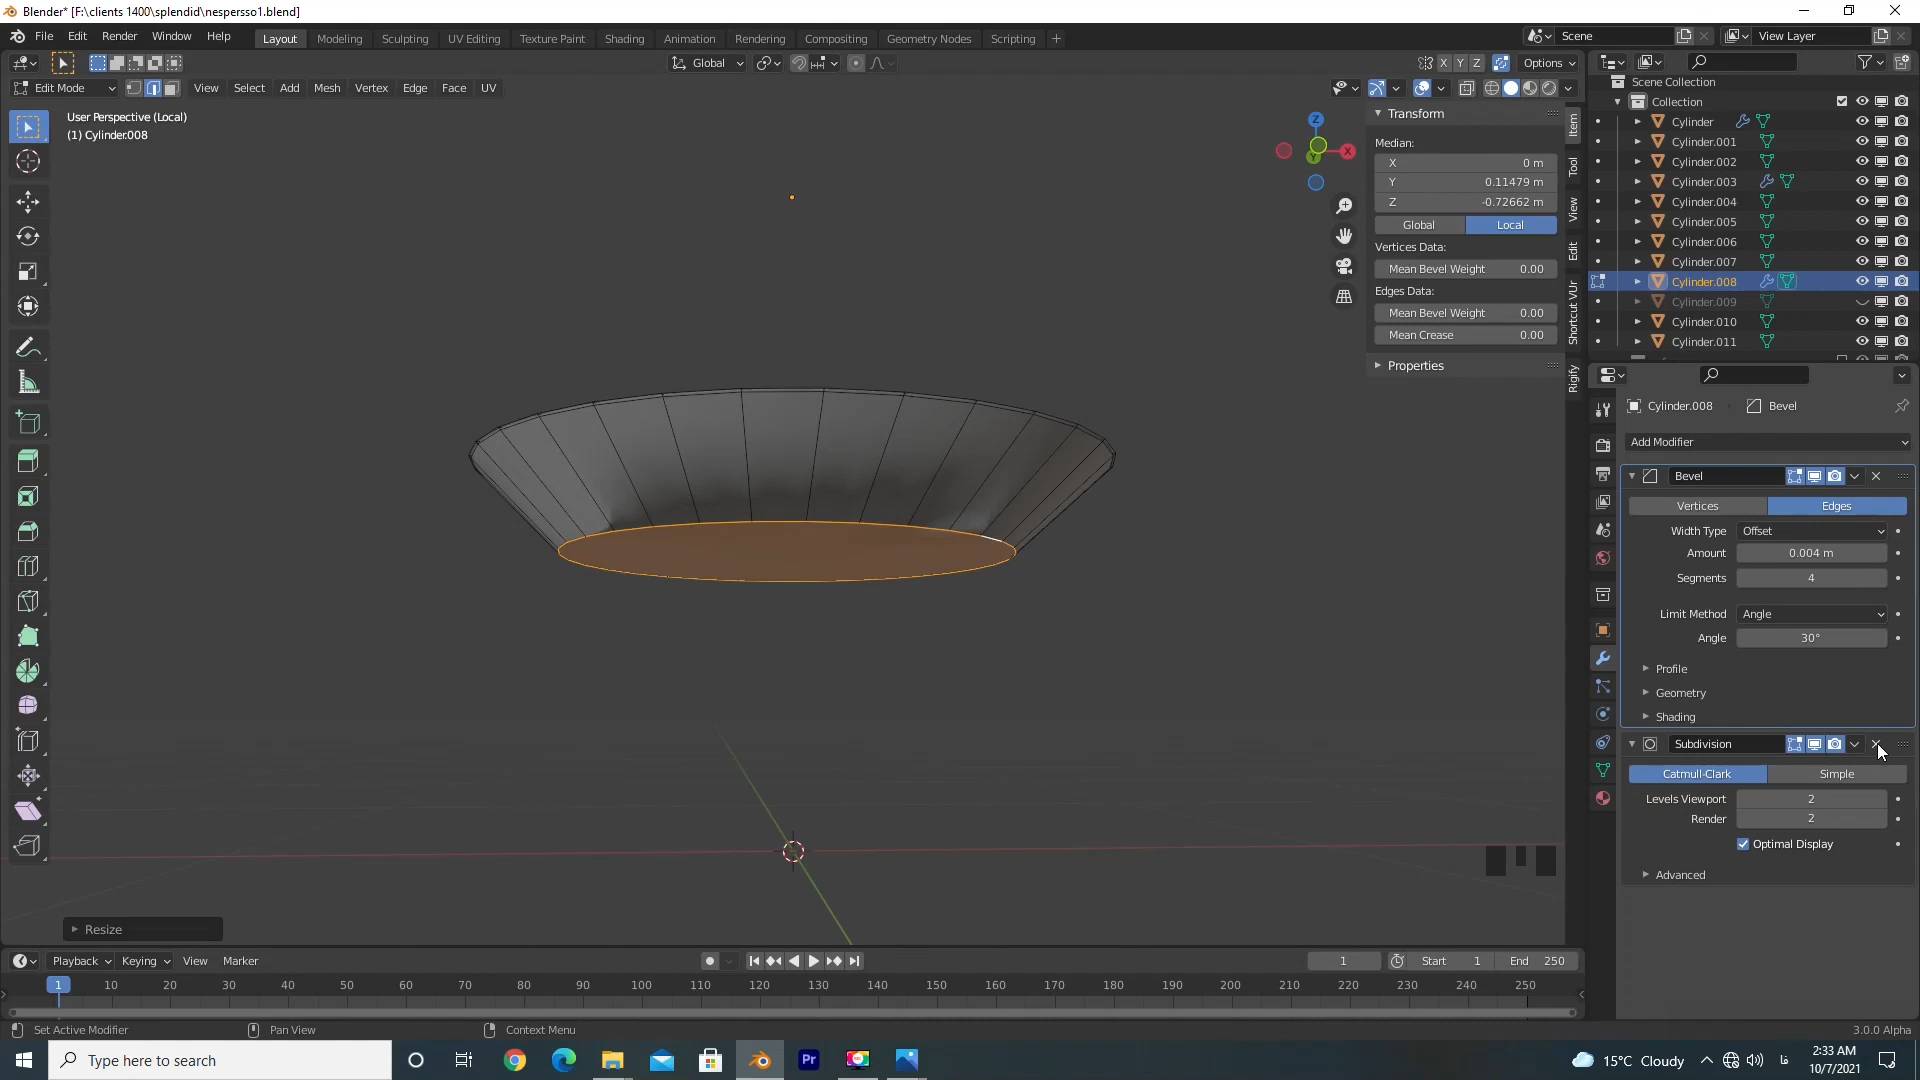 Blender* [F:\clients 1400\splendid\nespersso1.blend]
File Edit Render Window Help Layout Modeling Sculpting UV Editing Texture Paint Shading Animation Rendering Compositing Geometry Nodes Scripting + Scene View Layer
Global X Y Z Options
Edit Mode View Select Add Mesh Vertex Edge Face UV
User Perspective (Local)
(1) Cylinder.008
Z
X
Y
Transform
Median:
X 0 m
Y 0.11479 m
Z -0.72662 m
Global Local
Vertices Data:
Mean Bevel Weight 0.00
Edges Data:
Mean Bevel Weight 0.00
Mean Crease 0.00
Properties
Item
Tool
View
Edit
Shortcut VUr
Rigify
Scene Collection
Collection
Cylinder
Cylinder.001
Cylinder.002
Cylinder.003
Cylinder.004
Cylinder.005
Cylinder.006
Cylinder.007
Cylinder.008
Cylinder.009
Cylinder.010
Cylinder.011
Cylinder.008 Bevel
Add Modifier
Bevel
Vertices Edges
Width Type Offset
Amount 0.004 m
Segments 4
Limit Method Angle
Angle 30°
Profile
Geometry
Shading
Subdivision
Catmull-Clark Simple
Levels Viewport 2
Render 2
Optimal Display
Advanced
Resize
Playback Keying View Marker 1 Start 1 End 250
1 10 20 30 40 50 60 70 80 90 100 110 120 130 140 150 160 170 180 190 200 210 220 230 240 250
Set Active Modifier Pan View Context Menu 3.0.0 Alpha
Type here to search Pr 15°C Cloudy فا 2:33 AM
10/7/2021